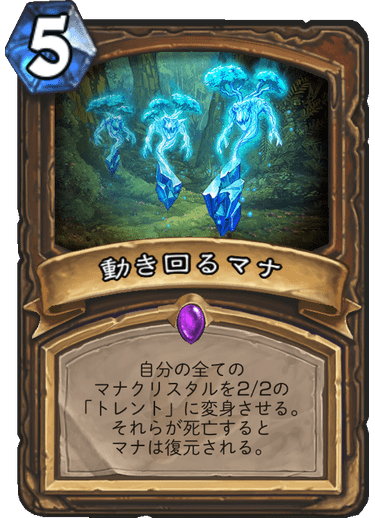 5
動き回るマナ
自分の全ての
マナクリスタルを2/2の
「トレント」に変身させる。
それらが死亡すると
マナは復元される。